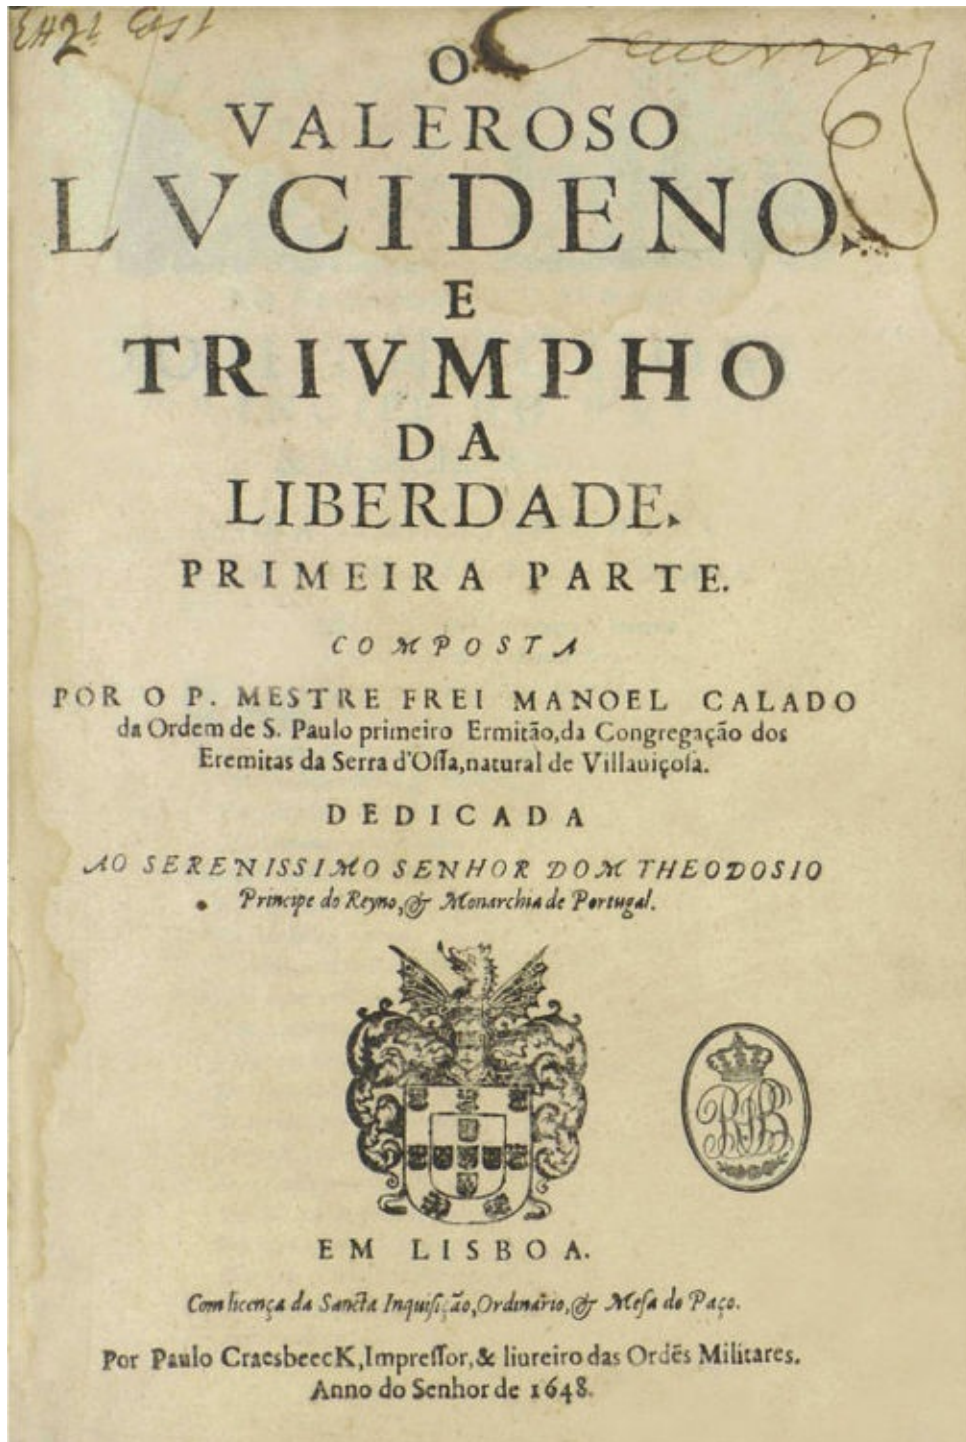 O
VALEROSO
LVCIDENO
E
TRIVMPHO
DA
LIBERDADE.
PRIMEIRA PARTE.
COMPOSTA
POR O P. MESTRE FREI MANOEL CALADO
da Ordem de S. Paulo primeiro Ermitão, da Congregação dos
Eremitas da Serra d'Ossa, natural de Villauiçosa.
DEDICADA
AO SERENISSIMO SENHOR DOM THEODOSIO
Principe do Reyno, & Monarchia de Portugal.
EM LISBOA.
Com licença da Sancta Inquisição, Ordinario, & Mesa do Paço.
Por Paulo CraesbeecK, Impressor, & liureiro das Ordẽs Militares.
Anno do Senhor de 1648.